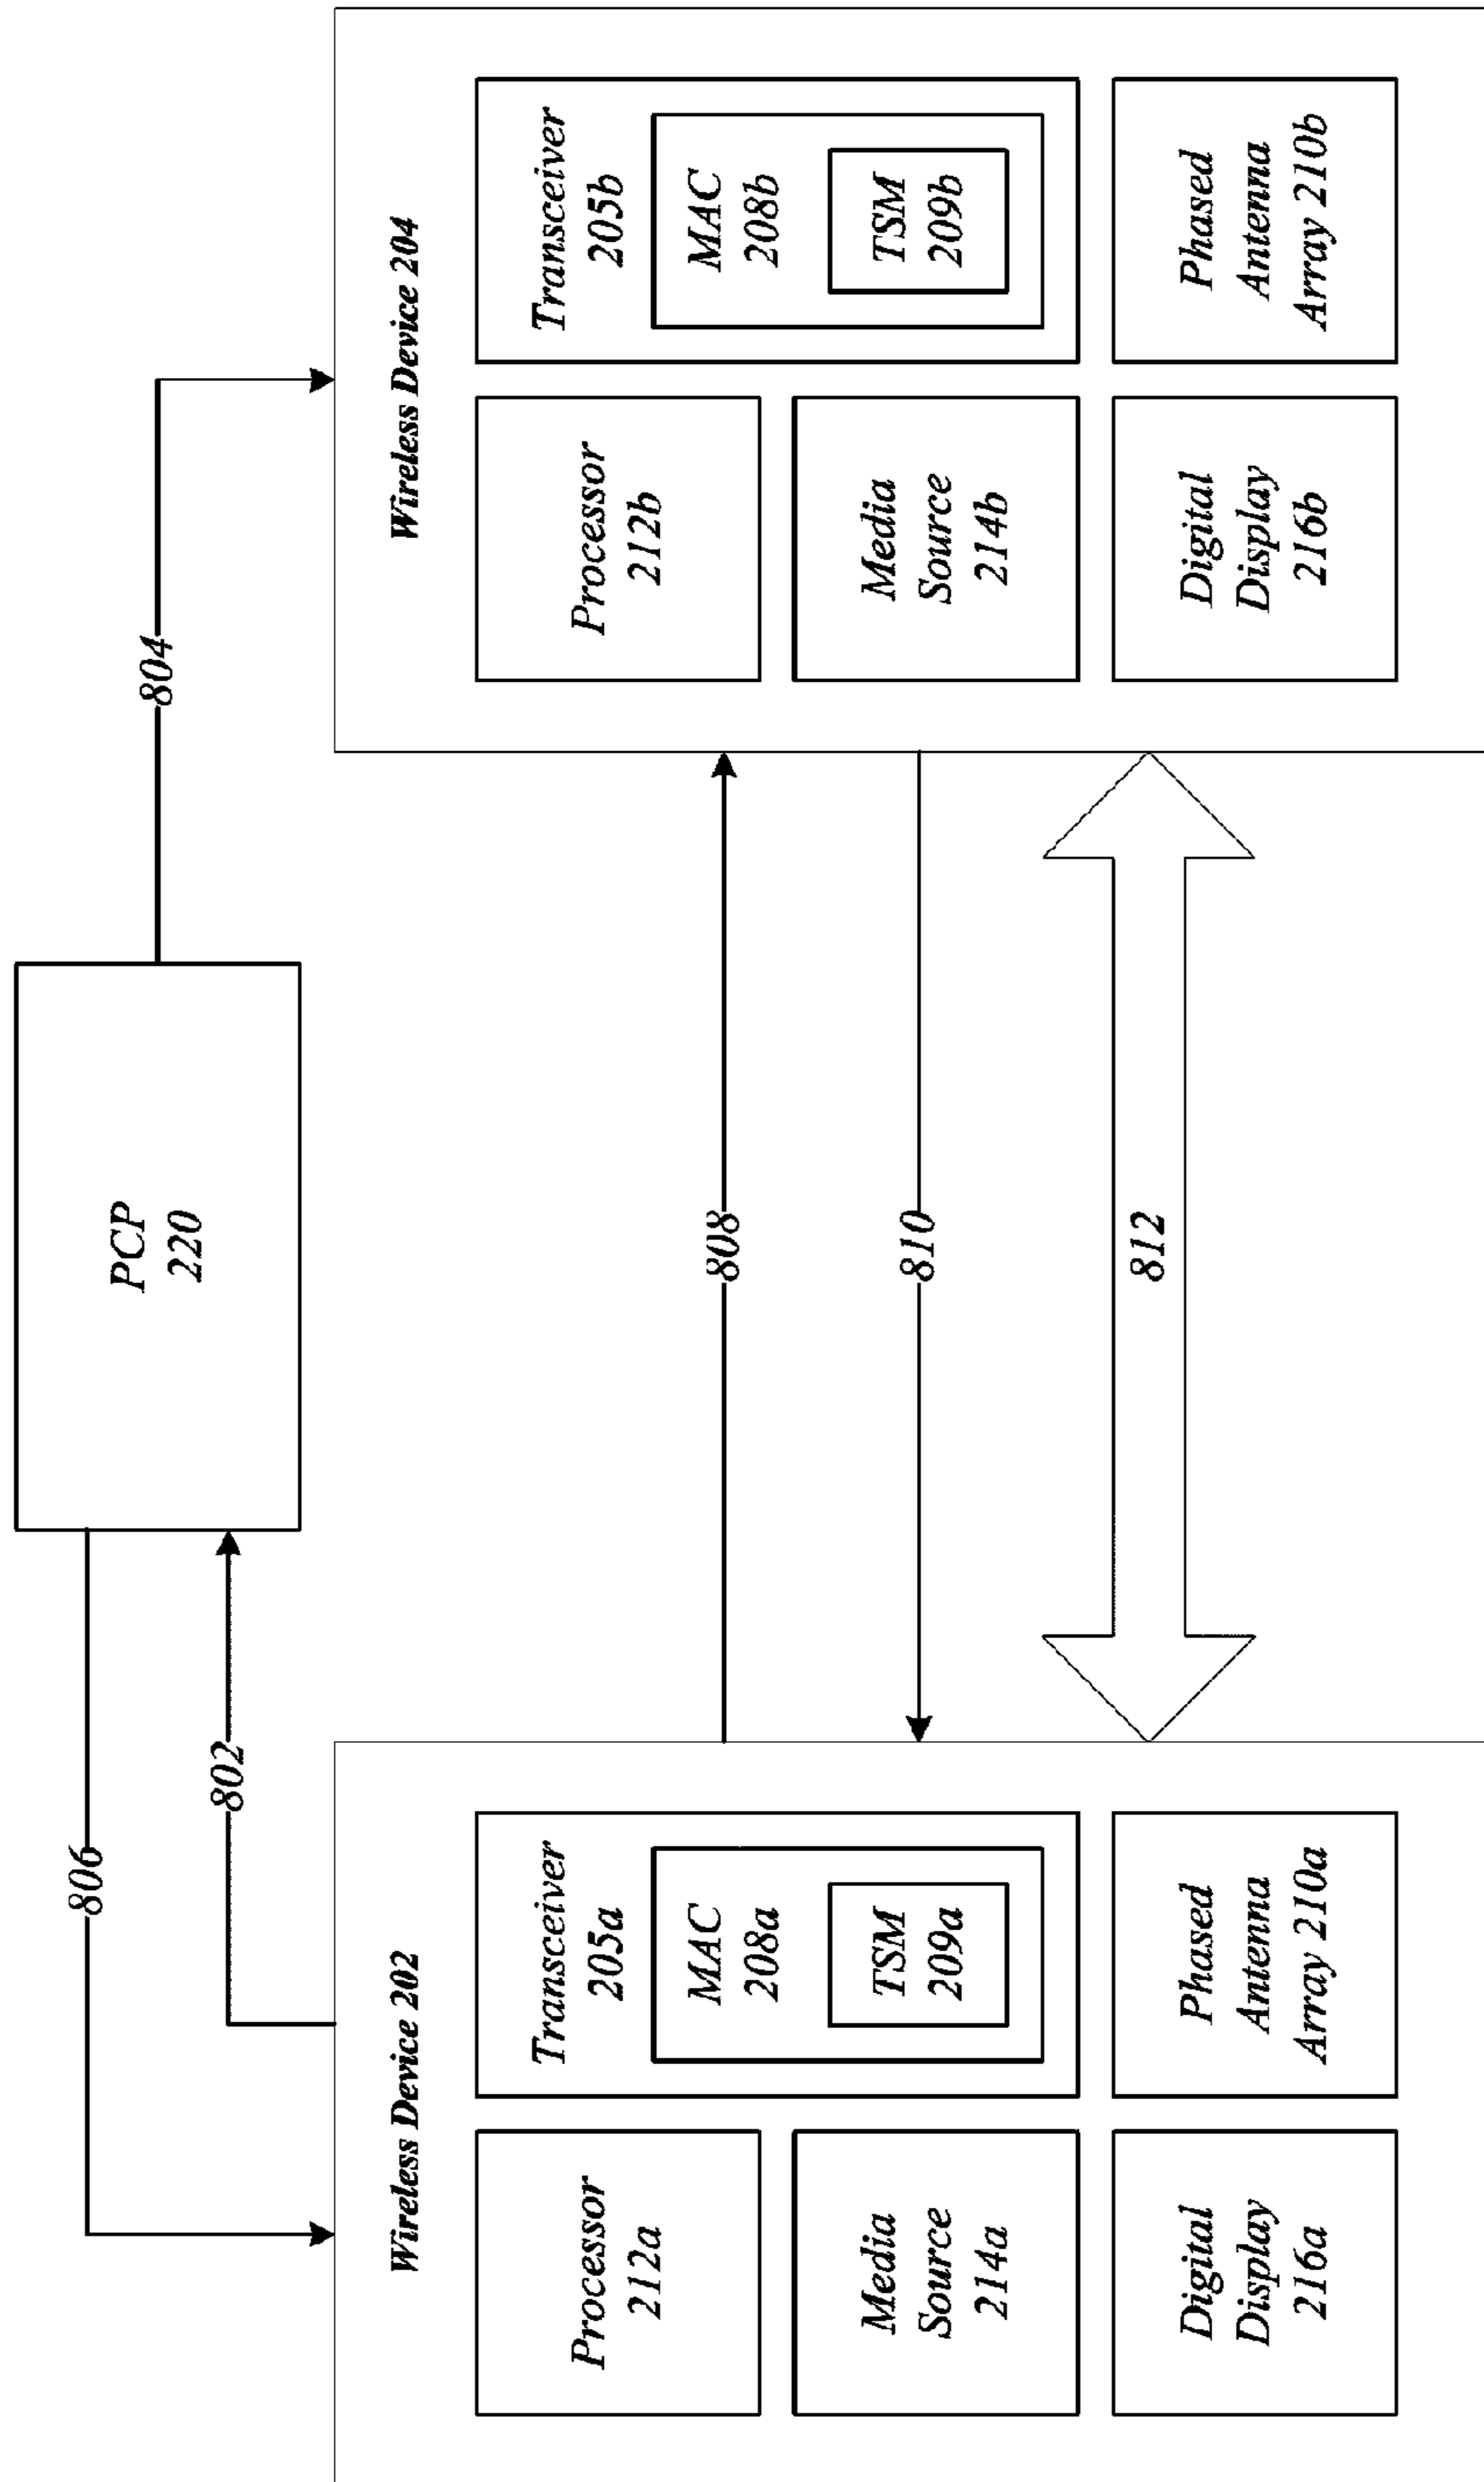 PCP
220
806
802
804
Wireless Device 202
Processor
212a
Transceiver
205a
MAC
208a
TSM
209a
Media
Source
214a
Digital
Display
216a
Phased
Antenna
Array 210a
808
810
812
Wireless Device 204
Processor
212b
Transceiver
205b
MAC
208b
TSM
209b
Media
Source
214b
Digital
Display
216b
Phased
Antenna
Array 210b